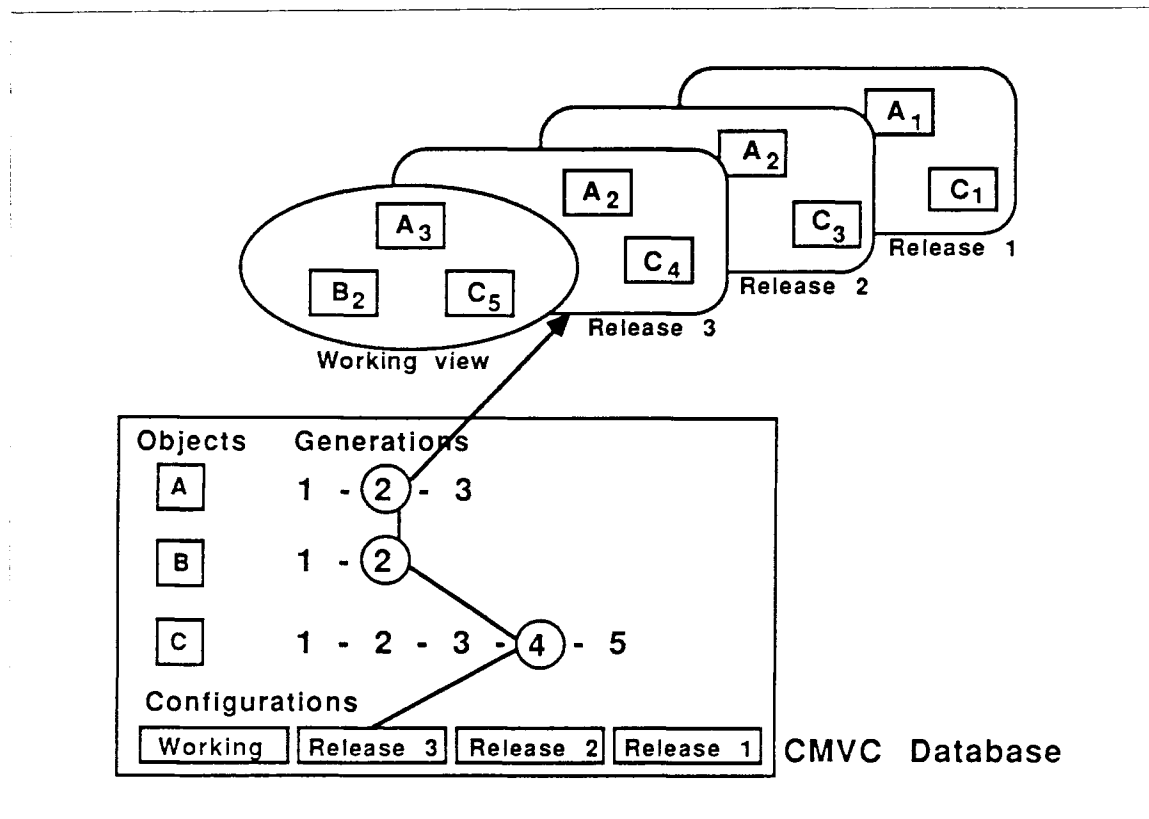 A1
A2
A2
C1
A3
C3
Release 1
C4
B2 C5
Release 2
Release 3
Working view
Objects Generations
A 1 - 2 - 3
B 1 - 2
C 1 - 2 - 3 - 4 - 5
Configurations
Working Release 3 Release 2 Release 1 CMVC Database